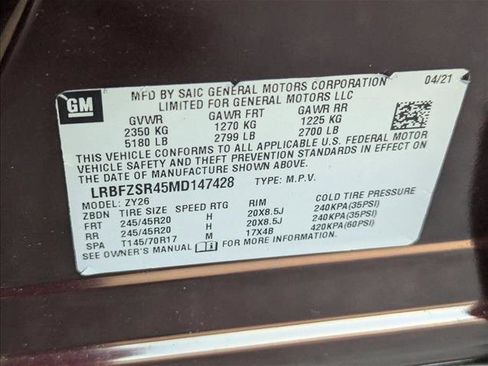 GM
MFD BY SAIC GENERAL MOTORS CORPORATION 04/21
LIMITED FOR GENERAL MOTORS LLC
GVWR GAWR FRT GAWR RR
2350 KG 1270 KG 1225 KG
5180 LB 2799 LB 2700 LB
THIS VEHICLE CONFORMS TO ALL APPLICABLE U.S. FEDERAL MOTOR
VEHICLE SAFETY AND THEFT PREVENTION STANDARDS IN EFFECT ON
THE DATE OF MANUFACTURE SHOWN ABOVE.
LRBFZSR45MD147428 TYPE: M.P.V.
MODEL: ZY26
ZBDN TIRE SIZE SPEED RTG RIM COLD TIRE PRESSURE
FRT 245/45R20 H 20X8.5J 240KPA(35PSI)
RR 245/45R20 H 20X8.5J 240KPA(35PSI)
SPA T145/70R17 M 17X4B 420KPA(60PSI)
SEE OWNER'S MANUAL FOR MORE INFORMATION